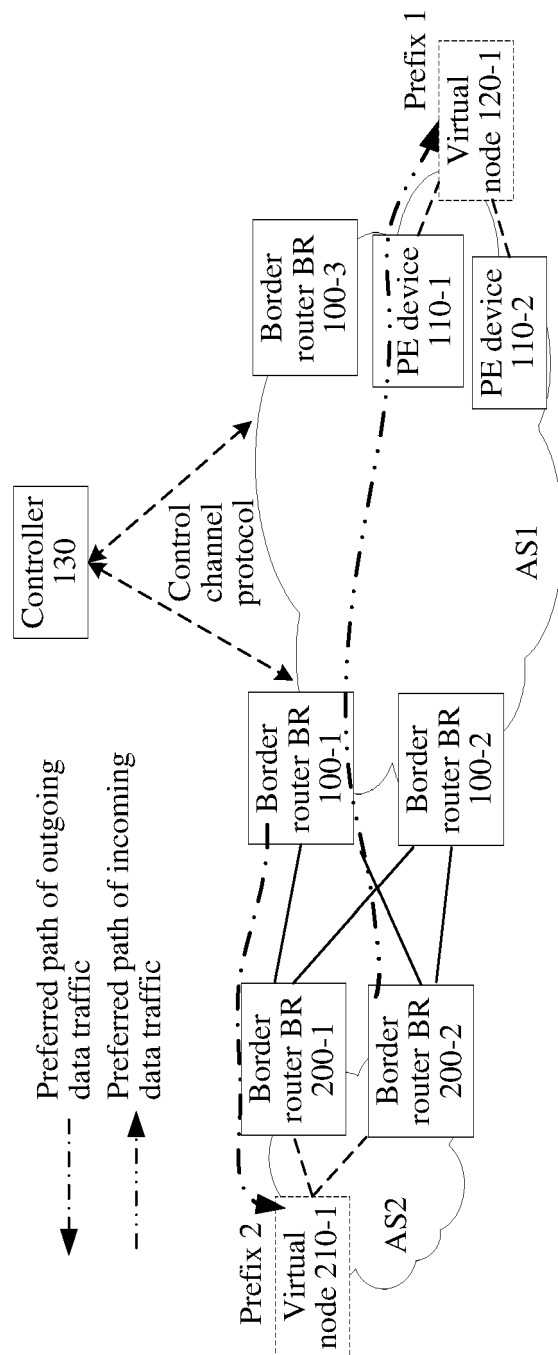 Preferred path of outgoing
data traffic
Preferred path of incoming
data traffic
Controller
130
Control
channel
protocol
Prefix 2
Virtual
node 210-1
AS2
Border
router BR
200-1
Border
router BR
200-2
Border
router BR
100-1
Border
router BR
100-2
AS1
Border
router BR
100-3
PE device
110-1
PE device
110-2
Prefix 1
Virtual
node 120-1